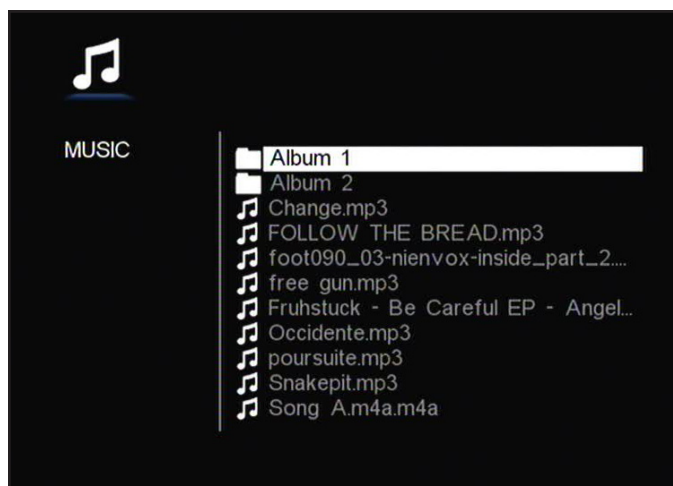 MUSIC
Album 1
Album 2
Change.mp3
FOLLOW THE BREAD.mp3
foot090_03-nienvox-inside_part_2....
free gun.mp3
Fruhstuck - Be Careful EP - Angel...
Occidente.mp3
poursuite.mp3
Snakepit.mp3
Song A.m4a.m4a